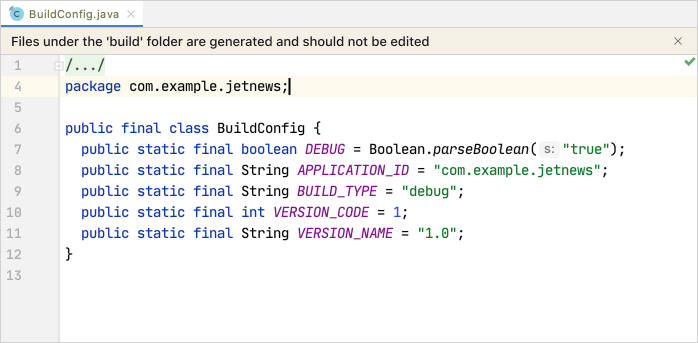 BuildConfig.java
Files under the 'build' folder are generated and should not be edited
1 /.../
4 package com.example.jetnews;
5
6 public final class BuildConfig {
7 public static final boolean DEBUG = Boolean.parseBoolean( s: "true");
8 public static final String APPLICATION_ID = "com.example.jetnews";
9 public static final String BUILD_TYPE = "debug";
10 public static final int VERSION_CODE = 1;
11 public static final String VERSION_NAME = "1.0";
12 }
13